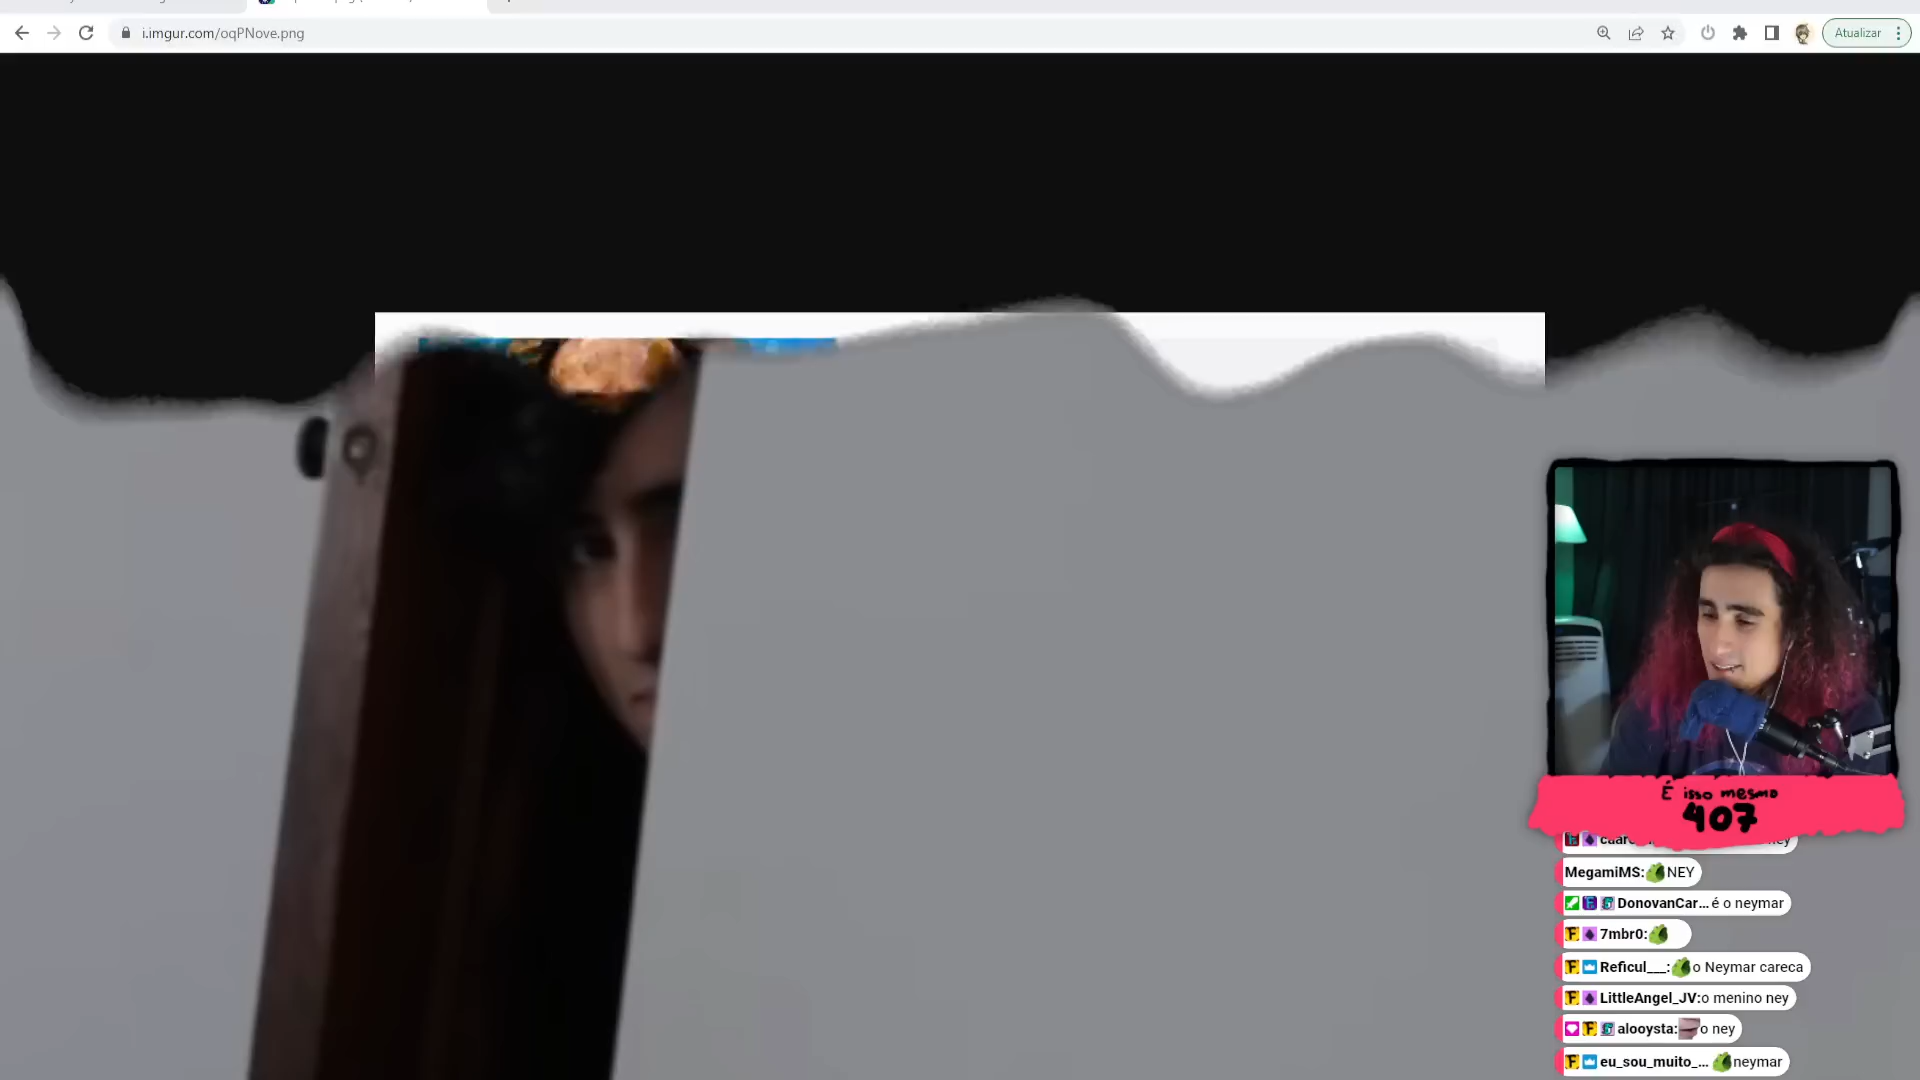 i.imgur.com/oqPNove.png
Atualizar
É isso mesmo
407
MegamiMS: NEY
DonovanCar... é o neymar
7mbr0:
Reficul___: o Neymar careca
LittleAngel_JV:o menino ney
alooysta: o ney
eu_sou_muito_... neymar